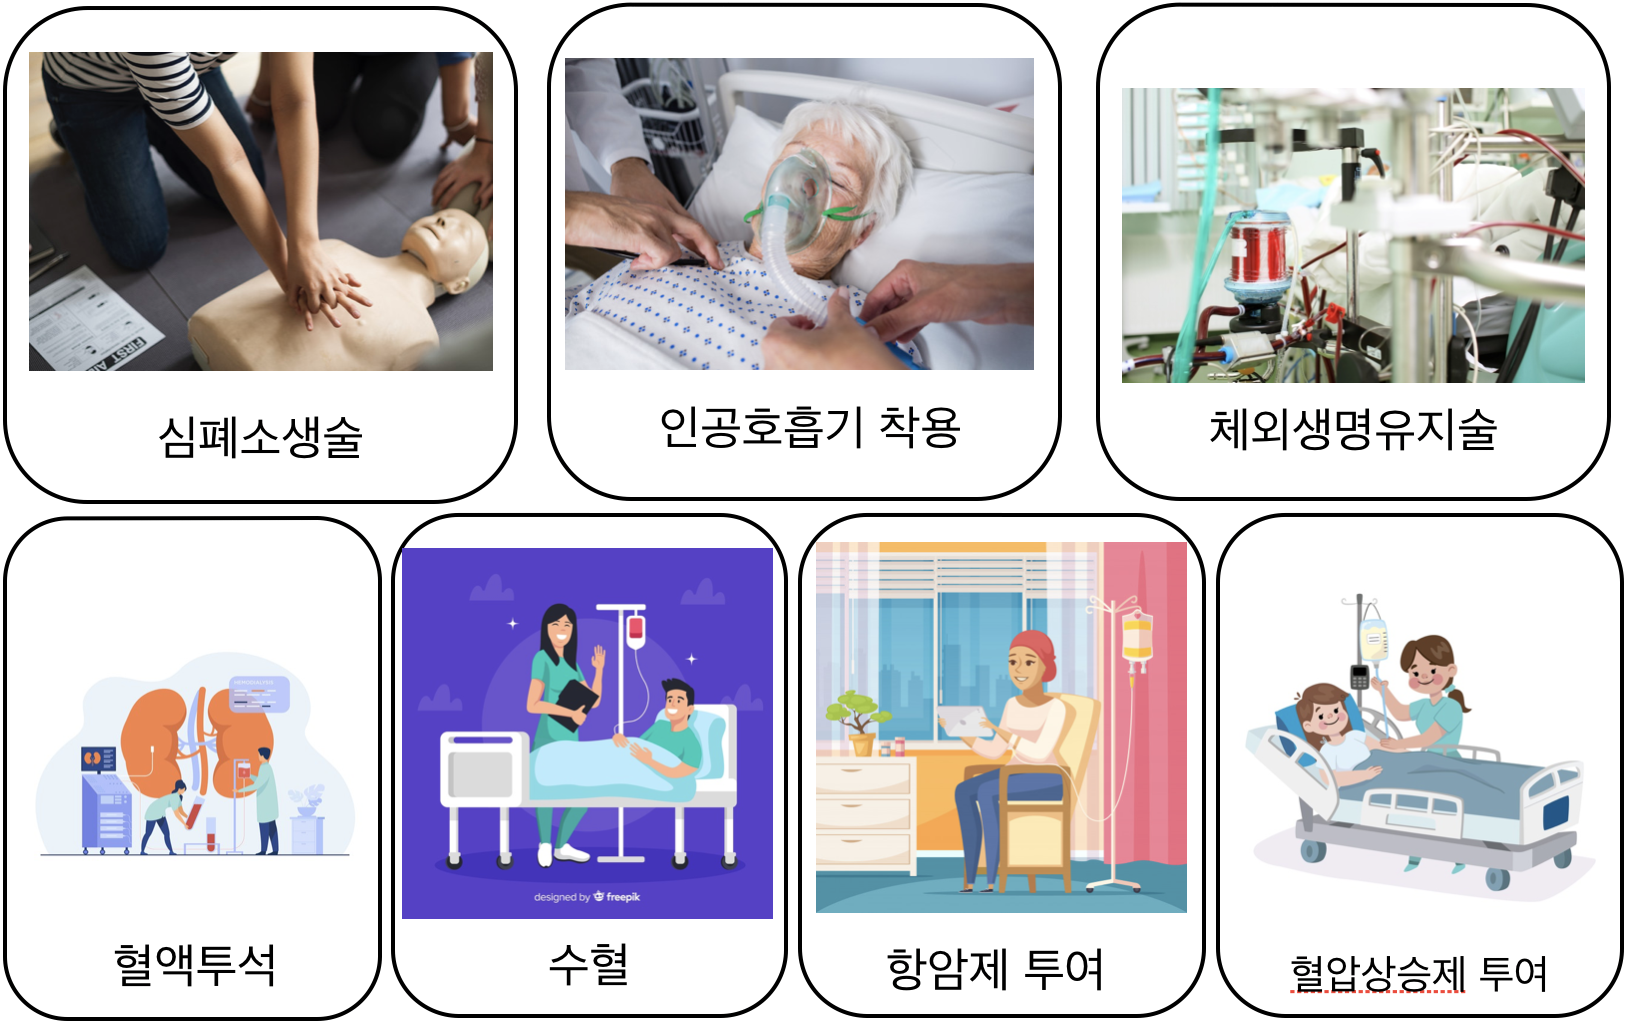 FIRST
심폐소생술
인공호흡기 착용
체외생명유지술
HEMODIALYSIS
designed by freepik
혈액투석
수혈
항암제 투여
혈압상승제 투여